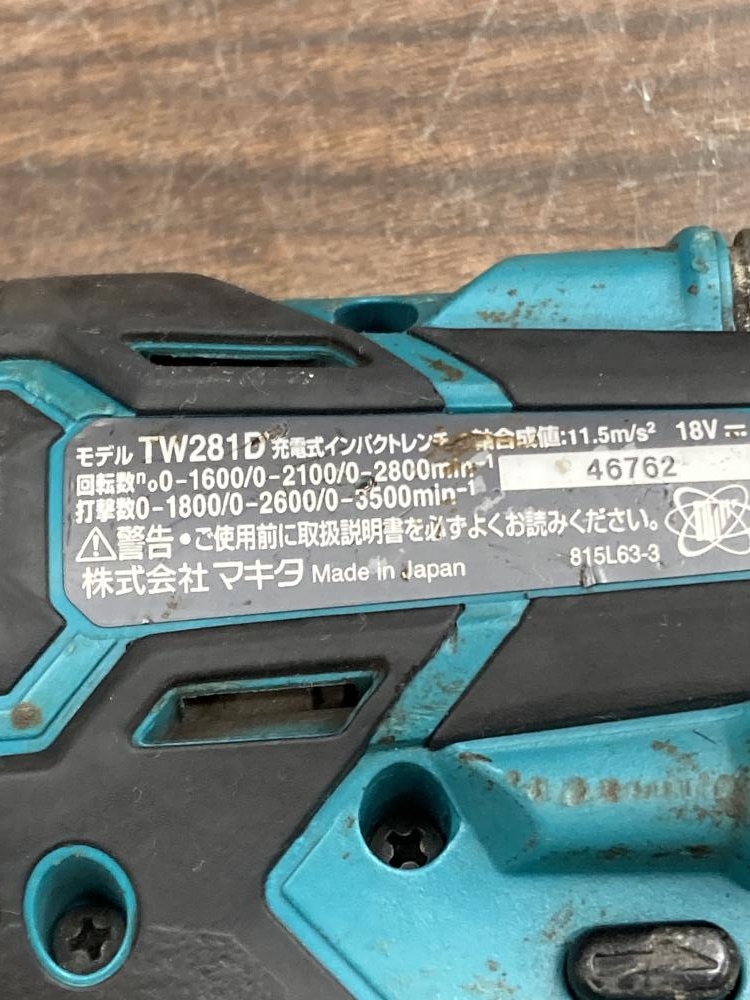 モデル TW281D 充電式インパクトレンチ 合成値:11.5m/s² 18V ⎓
回転数n₀0-1600/0-2100/0-2800min⁻¹ 46762
打撃数0-1800/0-2600/0-3500min⁻¹
⚠警告•ご使用前に取扱説明書を必ずよくお読みください。
株式会社マキタ Made in Japan 815L63-3